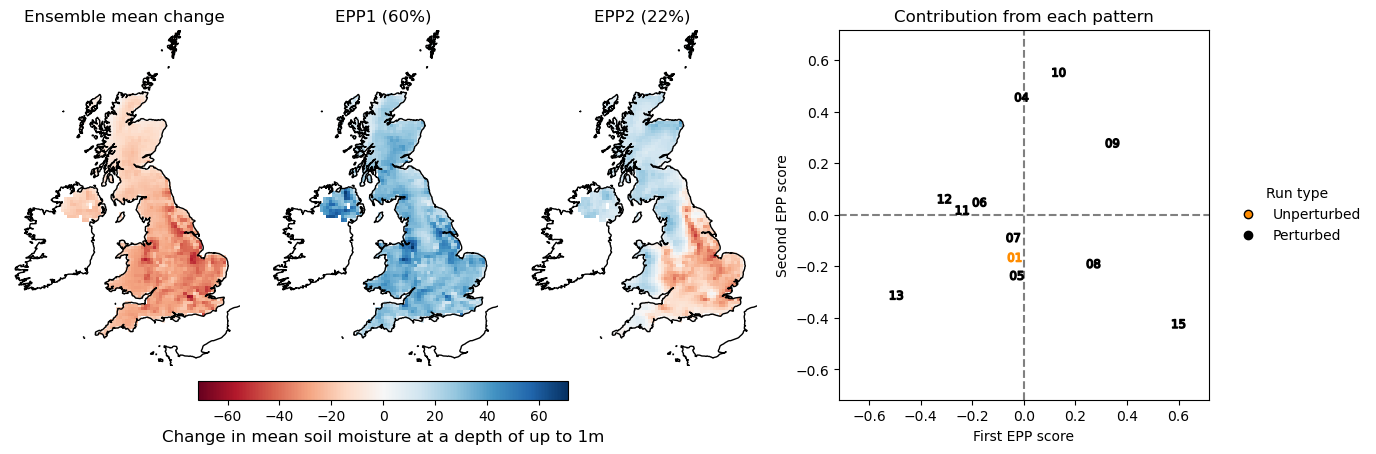 Ensemble mean change
EPP1 (60%)
EPP2 (22%)
Contribution from each pattern
−60 −40 −20 0 20 40 60
Change in mean soil moisture at a depth of up to 1m
Second EPP score
0.6
0.4
0.2
0.0
−0.2
−0.4
−0.6
10
04
09
12
06
11
07
01
08
05
13
15
−0.6 −0.4 −0.2 0.0 0.2 0.4 0.6
First EPP score
Run type
Unperturbed
Perturbed